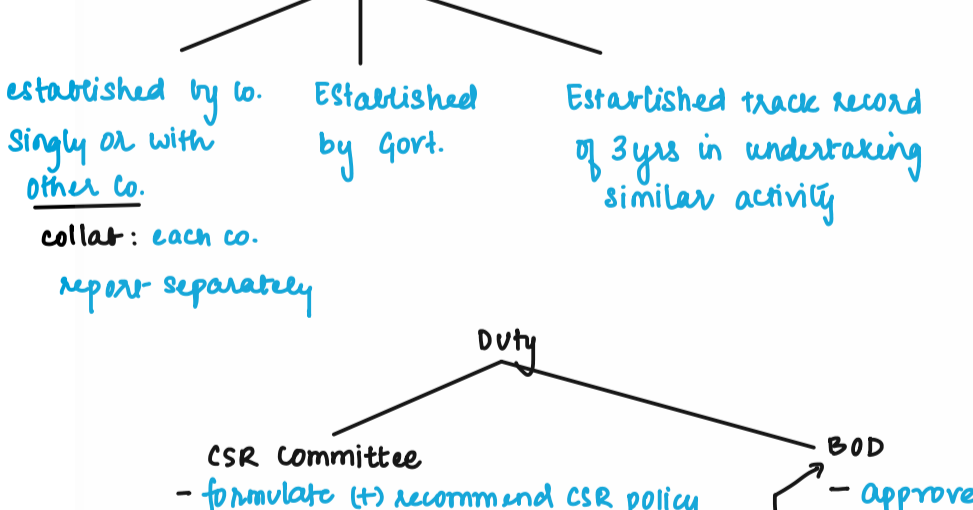 established by co.
Singly or with
other Co.
collab: each co.
report separately
Established
by Govt.
Established track record
of 3 yrs in undertaking
similar activity
Duty
CSR Committee
- formulate (+) recommend CSR policy
BOD
- approve